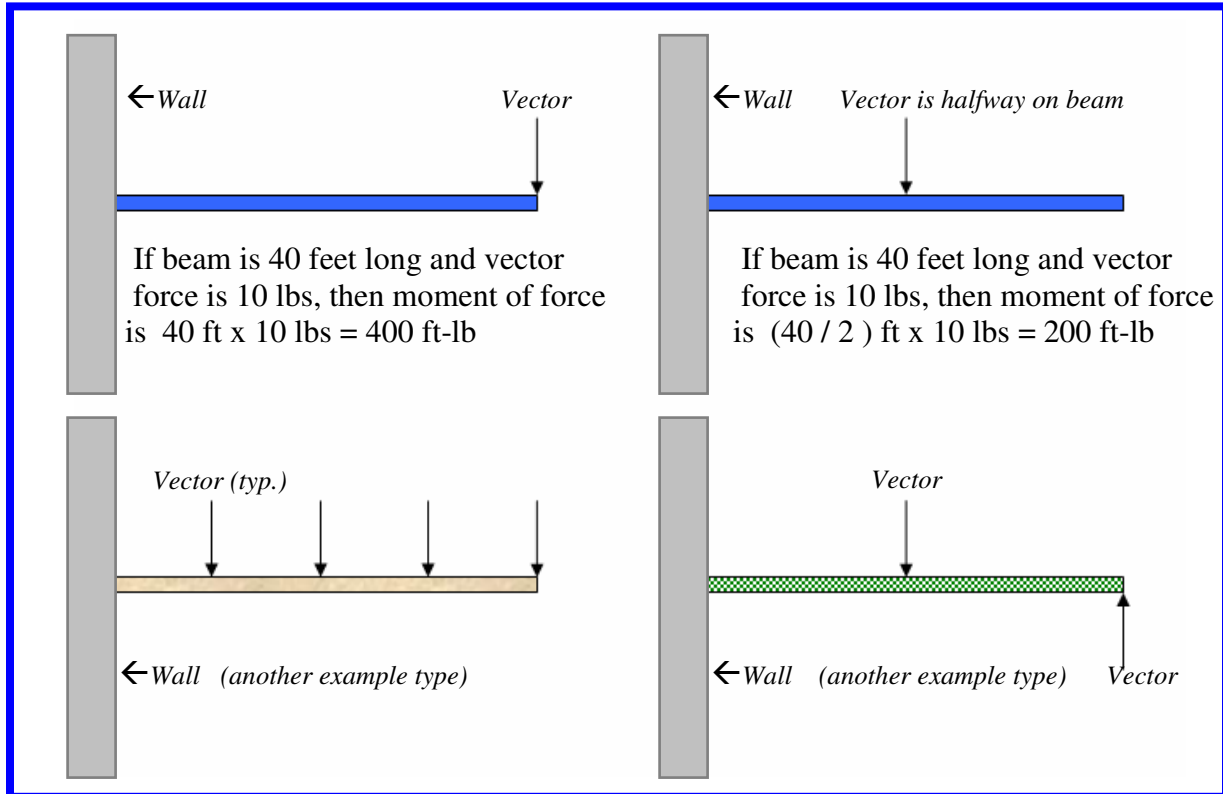 ←Wall
Vector
If beam is 40 feet long and vector
force is 10 lbs, then moment of force
is 40 ft x 10 lbs = 400 ft-lb
←Wall
Vector is halfway on beam
If beam is 40 feet long and vector
force is 10 lbs, then moment of force
is (40 / 2 ) ft x 10 lbs = 200 ft-lb
Vector (typ.)
←Wall (another example type)
Vector
←Wall (another example type)
Vector